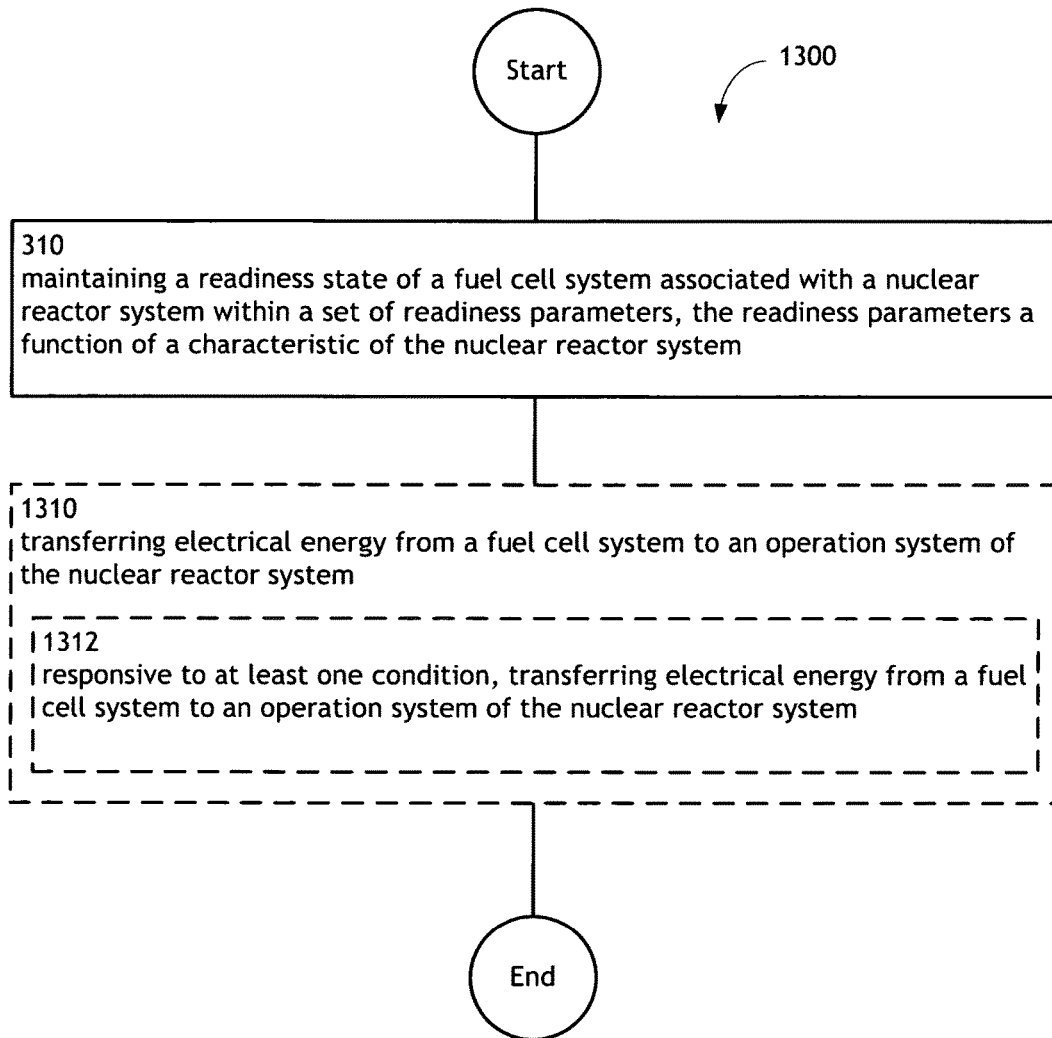 Start
1300
310
maintaining a readiness state of a fuel cell system associated with a nuclear
reactor system within a set of readiness parameters, the readiness parameters a
function of a characteristic of the nuclear reactor system
1310
transferring electrical energy from a fuel cell system to an operation system of
the nuclear reactor system
1312
responsive to at least one condition, transferring electrical energy from a fuel
cell system to an operation system of the nuclear reactor system
End